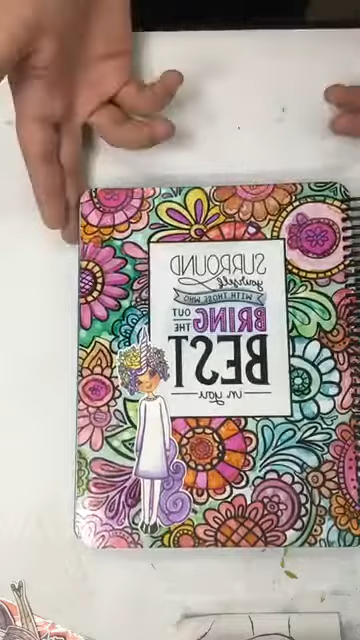 SURROUND
yourself
WITH THOSE WHO
BRING OUT THE
BEST
in you